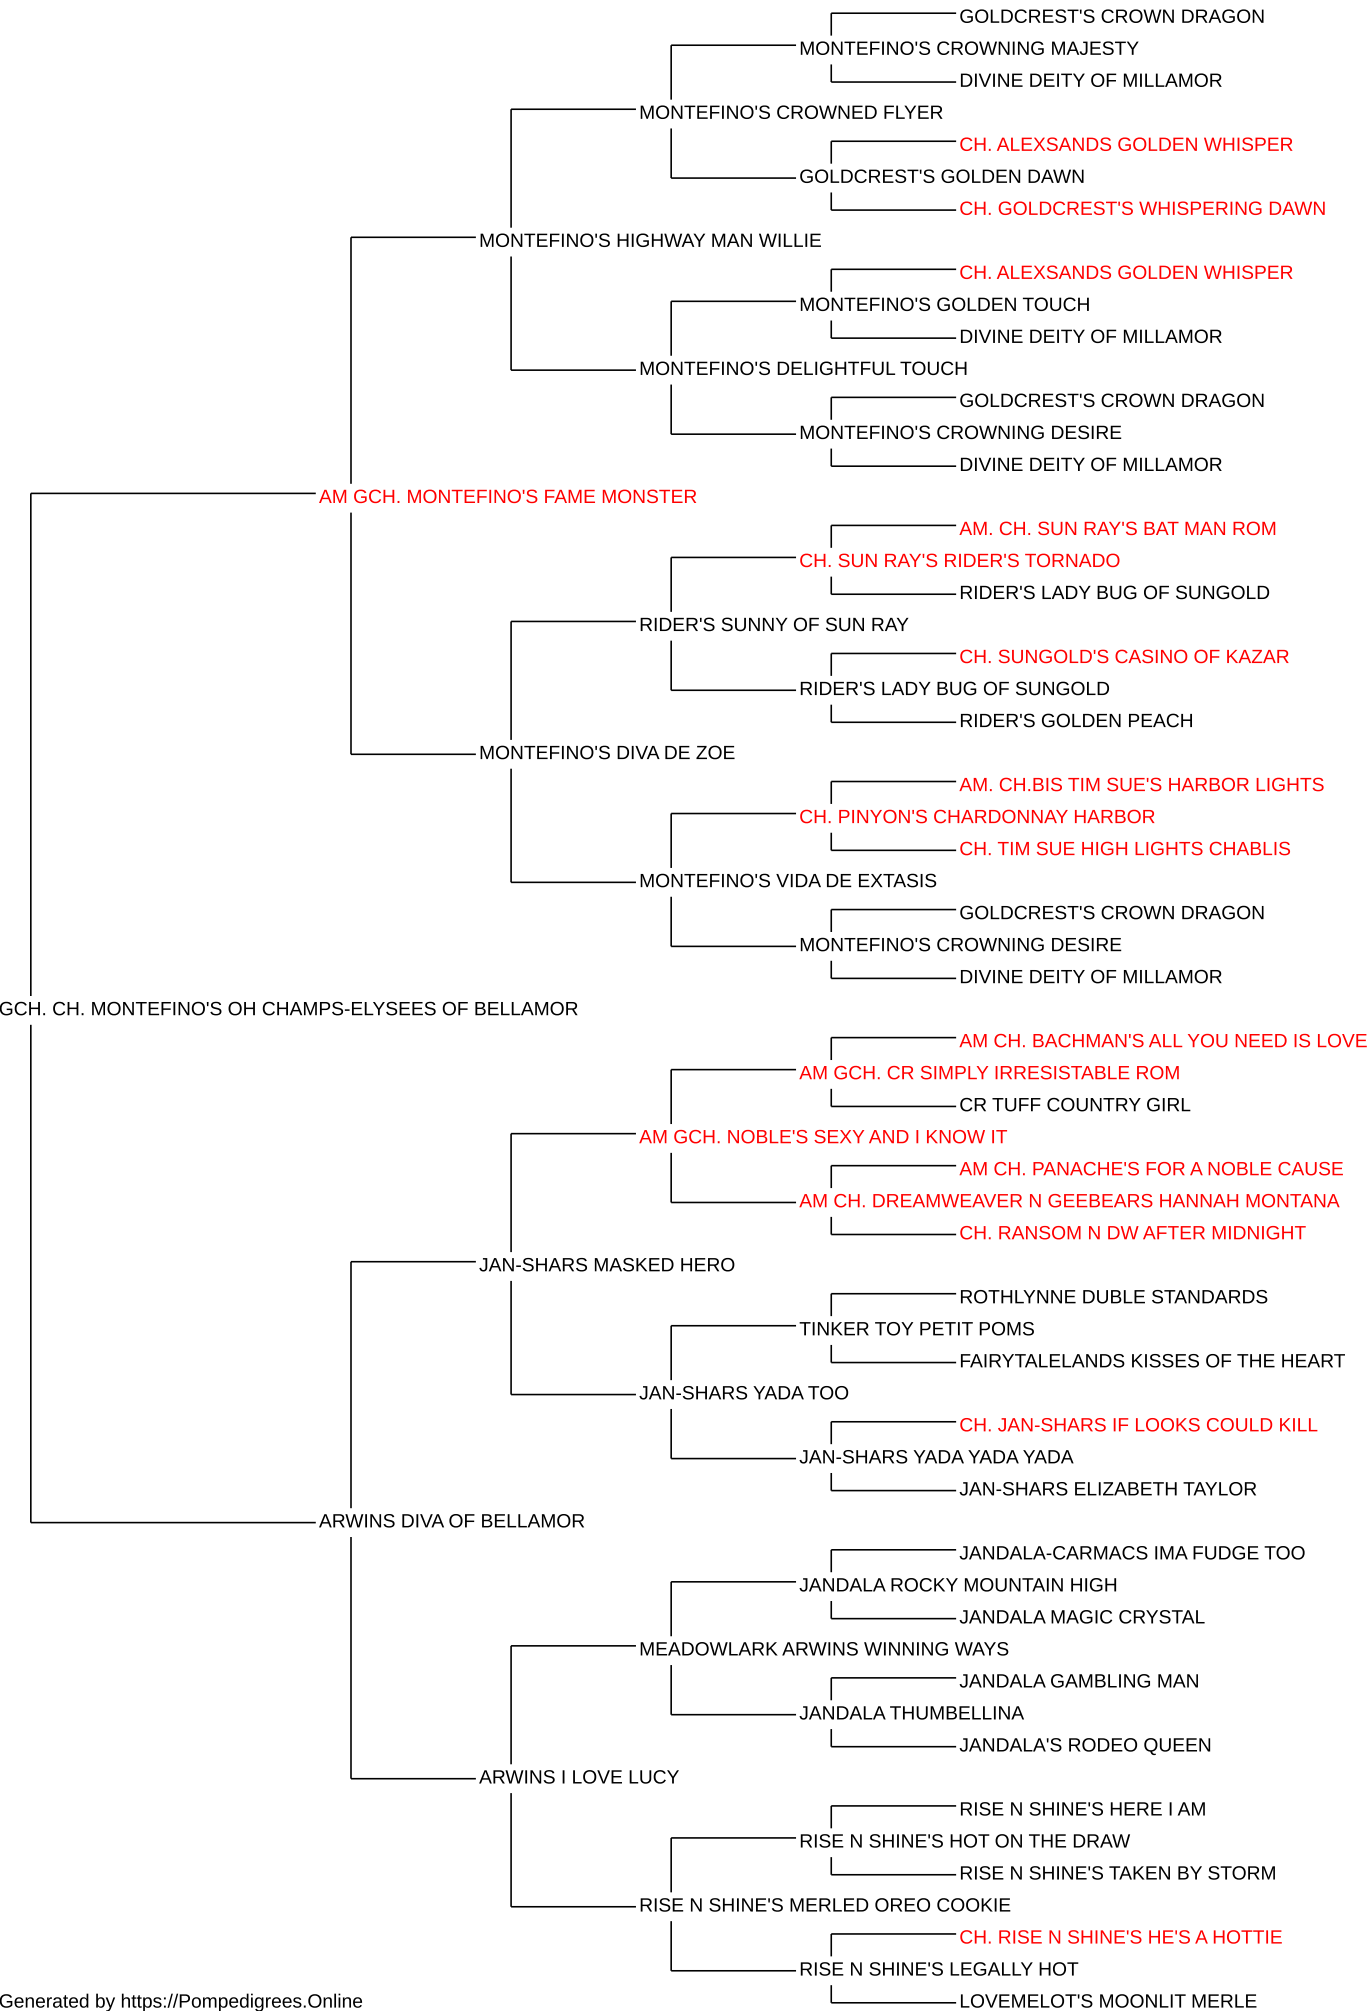 GOLDCREST'S CROWN DRAGON
MONTEFINO'S CROWNING MAJESTY
DIVINE DEITY OF MILLAMOR
MONTEFINO'S CROWNED FLYER
CH. ALEXSANDS GOLDEN WHISPER
GOLDCREST'S GOLDEN DAWN
CH. GOLDCREST'S WHISPERING DAWN
MONTEFINO'S HIGHWAY MAN WILLIE
CH. ALEXSANDS GOLDEN WHISPER
MONTEFINO'S GOLDEN TOUCH
DIVINE DEITY OF MILLAMOR
MONTEFINO'S DELIGHTFUL TOUCH
GOLDCREST'S CROWN DRAGON
MONTEFINO'S CROWNING DESIRE
DIVINE DEITY OF MILLAMOR
AM GCH. MONTEFINO'S FAME MONSTER
AM. CH. SUN RAY'S BAT MAN ROM
CH. SUN RAY'S RIDER'S TORNADO
RIDER'S LADY BUG OF SUNGOLD
RIDER'S SUNNY OF SUN RAY
CH. SUNGOLD'S CASINO OF KAZAR
RIDER'S LADY BUG OF SUNGOLD
RIDER'S GOLDEN PEACH
MONTEFINO'S DIVA DE ZOE
AM. CH.BIS TIM SUE'S HARBOR LIGHTS
CH. PINYON'S CHARDONNAY HARBOR
CH. TIM SUE HIGH LIGHTS CHABLIS
MONTEFINO'S VIDA DE EXTASIS
GOLDCREST'S CROWN DRAGON
MONTEFINO'S CROWNING DESIRE
DIVINE DEITY OF MILLAMOR
GCH. CH. MONTEFINO'S OH CHAMPS-ELYSEES OF BELLAMOR
AM CH. BACHMAN'S ALL YOU NEED IS LOVE
AM GCH. CR SIMPLY IRRESISTABLE ROM
CR TUFF COUNTRY GIRL
AM GCH. NOBLE'S SEXY AND I KNOW IT
AM CH. PANACHE'S FOR A NOBLE CAUSE
AM CH. DREAMWEAVER N GEEBEARS HANNAH MONTANA
CH. RANSOM N DW AFTER MIDNIGHT
JAN-SHARS MASKED HERO
ROTHLYNNE DUBLE STANDARDS
TINKER TOY PETIT POMS
FAIRYTALELANDS KISSES OF THE HEART
JAN-SHARS YADA TOO
CH. JAN-SHARS IF LOOKS COULD KILL
JAN-SHARS YADA YADA YADA
JAN-SHARS ELIZABETH TAYLOR
ARWINS DIVA OF BELLAMOR
JANDALA-CARMACS IMA FUDGE TOO
JANDALA ROCKY MOUNTAIN HIGH
JANDALA MAGIC CRYSTAL
MEADOWLARK ARWINS WINNING WAYS
JANDALA GAMBLING MAN
JANDALA THUMBELLINA
JANDALA'S RODEO QUEEN
ARWINS I LOVE LUCY
RISE N SHINE'S HERE I AM
RISE N SHINE'S HOT ON THE DRAW
RISE N SHINE'S TAKEN BY STORM
RISE N SHINE'S MERLED OREO COOKIE
CH. RISE N SHINE'S HE'S A HOTTIE
RISE N SHINE'S LEGALLY HOT
LOVEMELOT'S MOONLIT MERLE
Generated by https://Pompedigrees.Online